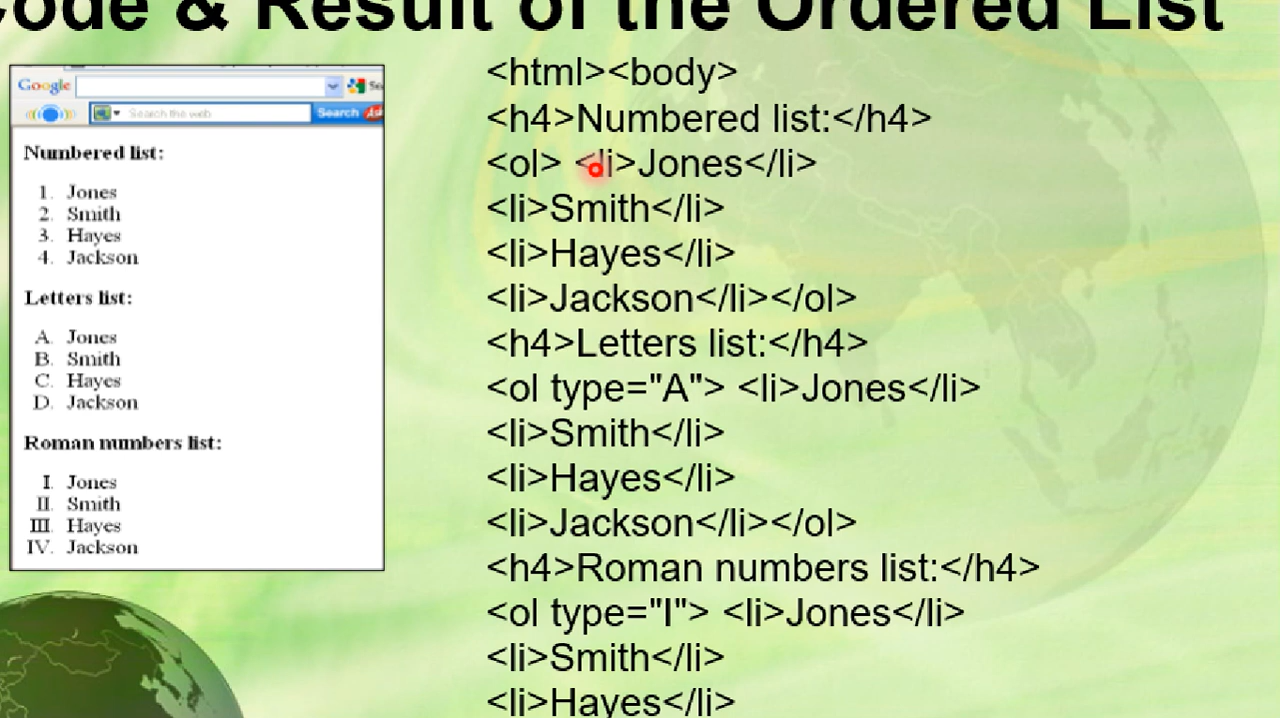 ode & Result of the Ordered List
Google
Search the web Search
Numbered list:
1. Jones
2. Smith
3. Hayes
4. Jackson
Letters list:
A. Jones
B. Smith
C. Hayes
D. Jackson
Roman numbers list:
I. Jones
II. Smith
III. Hayes
IV. Jackson
<html><body>
<h4>Numbered list:</h4>
<ol> <li>Jones</li>
<li>Smith</li>
<li>Hayes</li>
<li>Jackson</li></ol>
<h4>Letters list:</h4>
<ol type="A"> <li>Jones</li>
<li>Smith</li>
<li>Hayes</li>
<li>Jackson</li></ol>
<h4>Roman numbers list:</h4>
<ol type="I"> <li>Jones</li>
<li>Smith</li>
<li>Hayes</li>